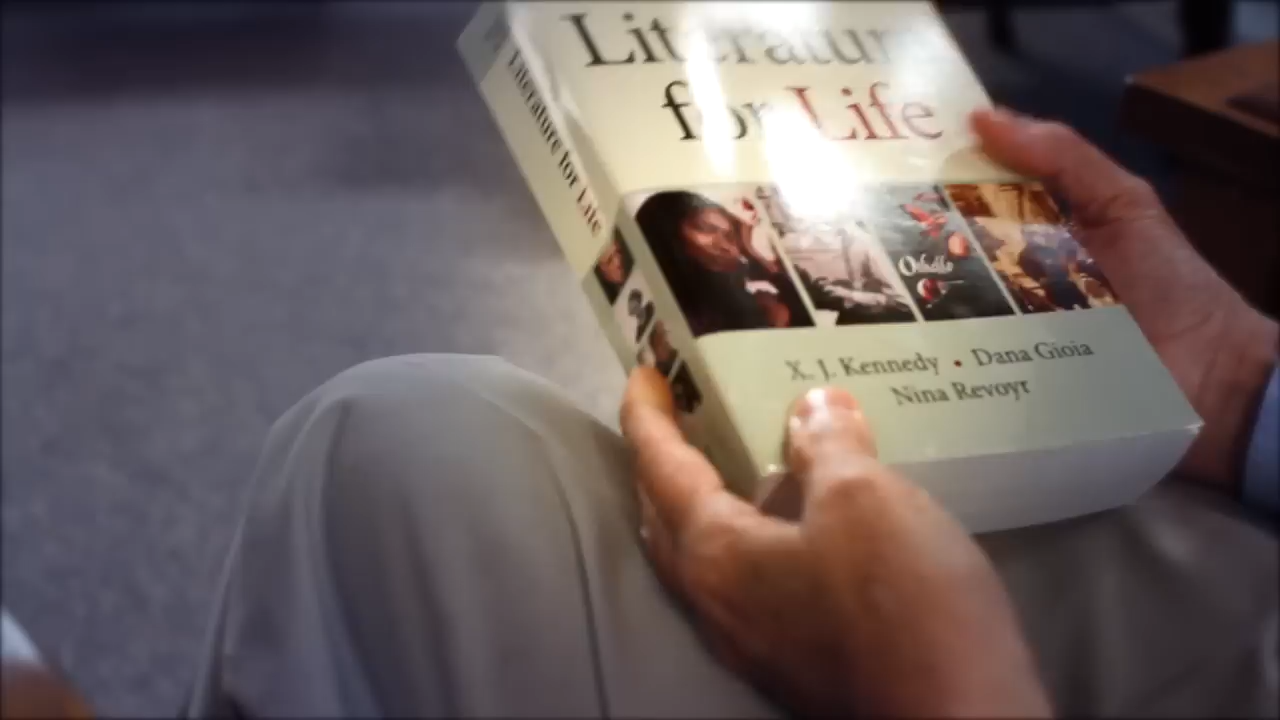 Literature
for Life
Literature for Life
Othello
X. J. Kennedy • Dana Gioia
Nina Revoyr